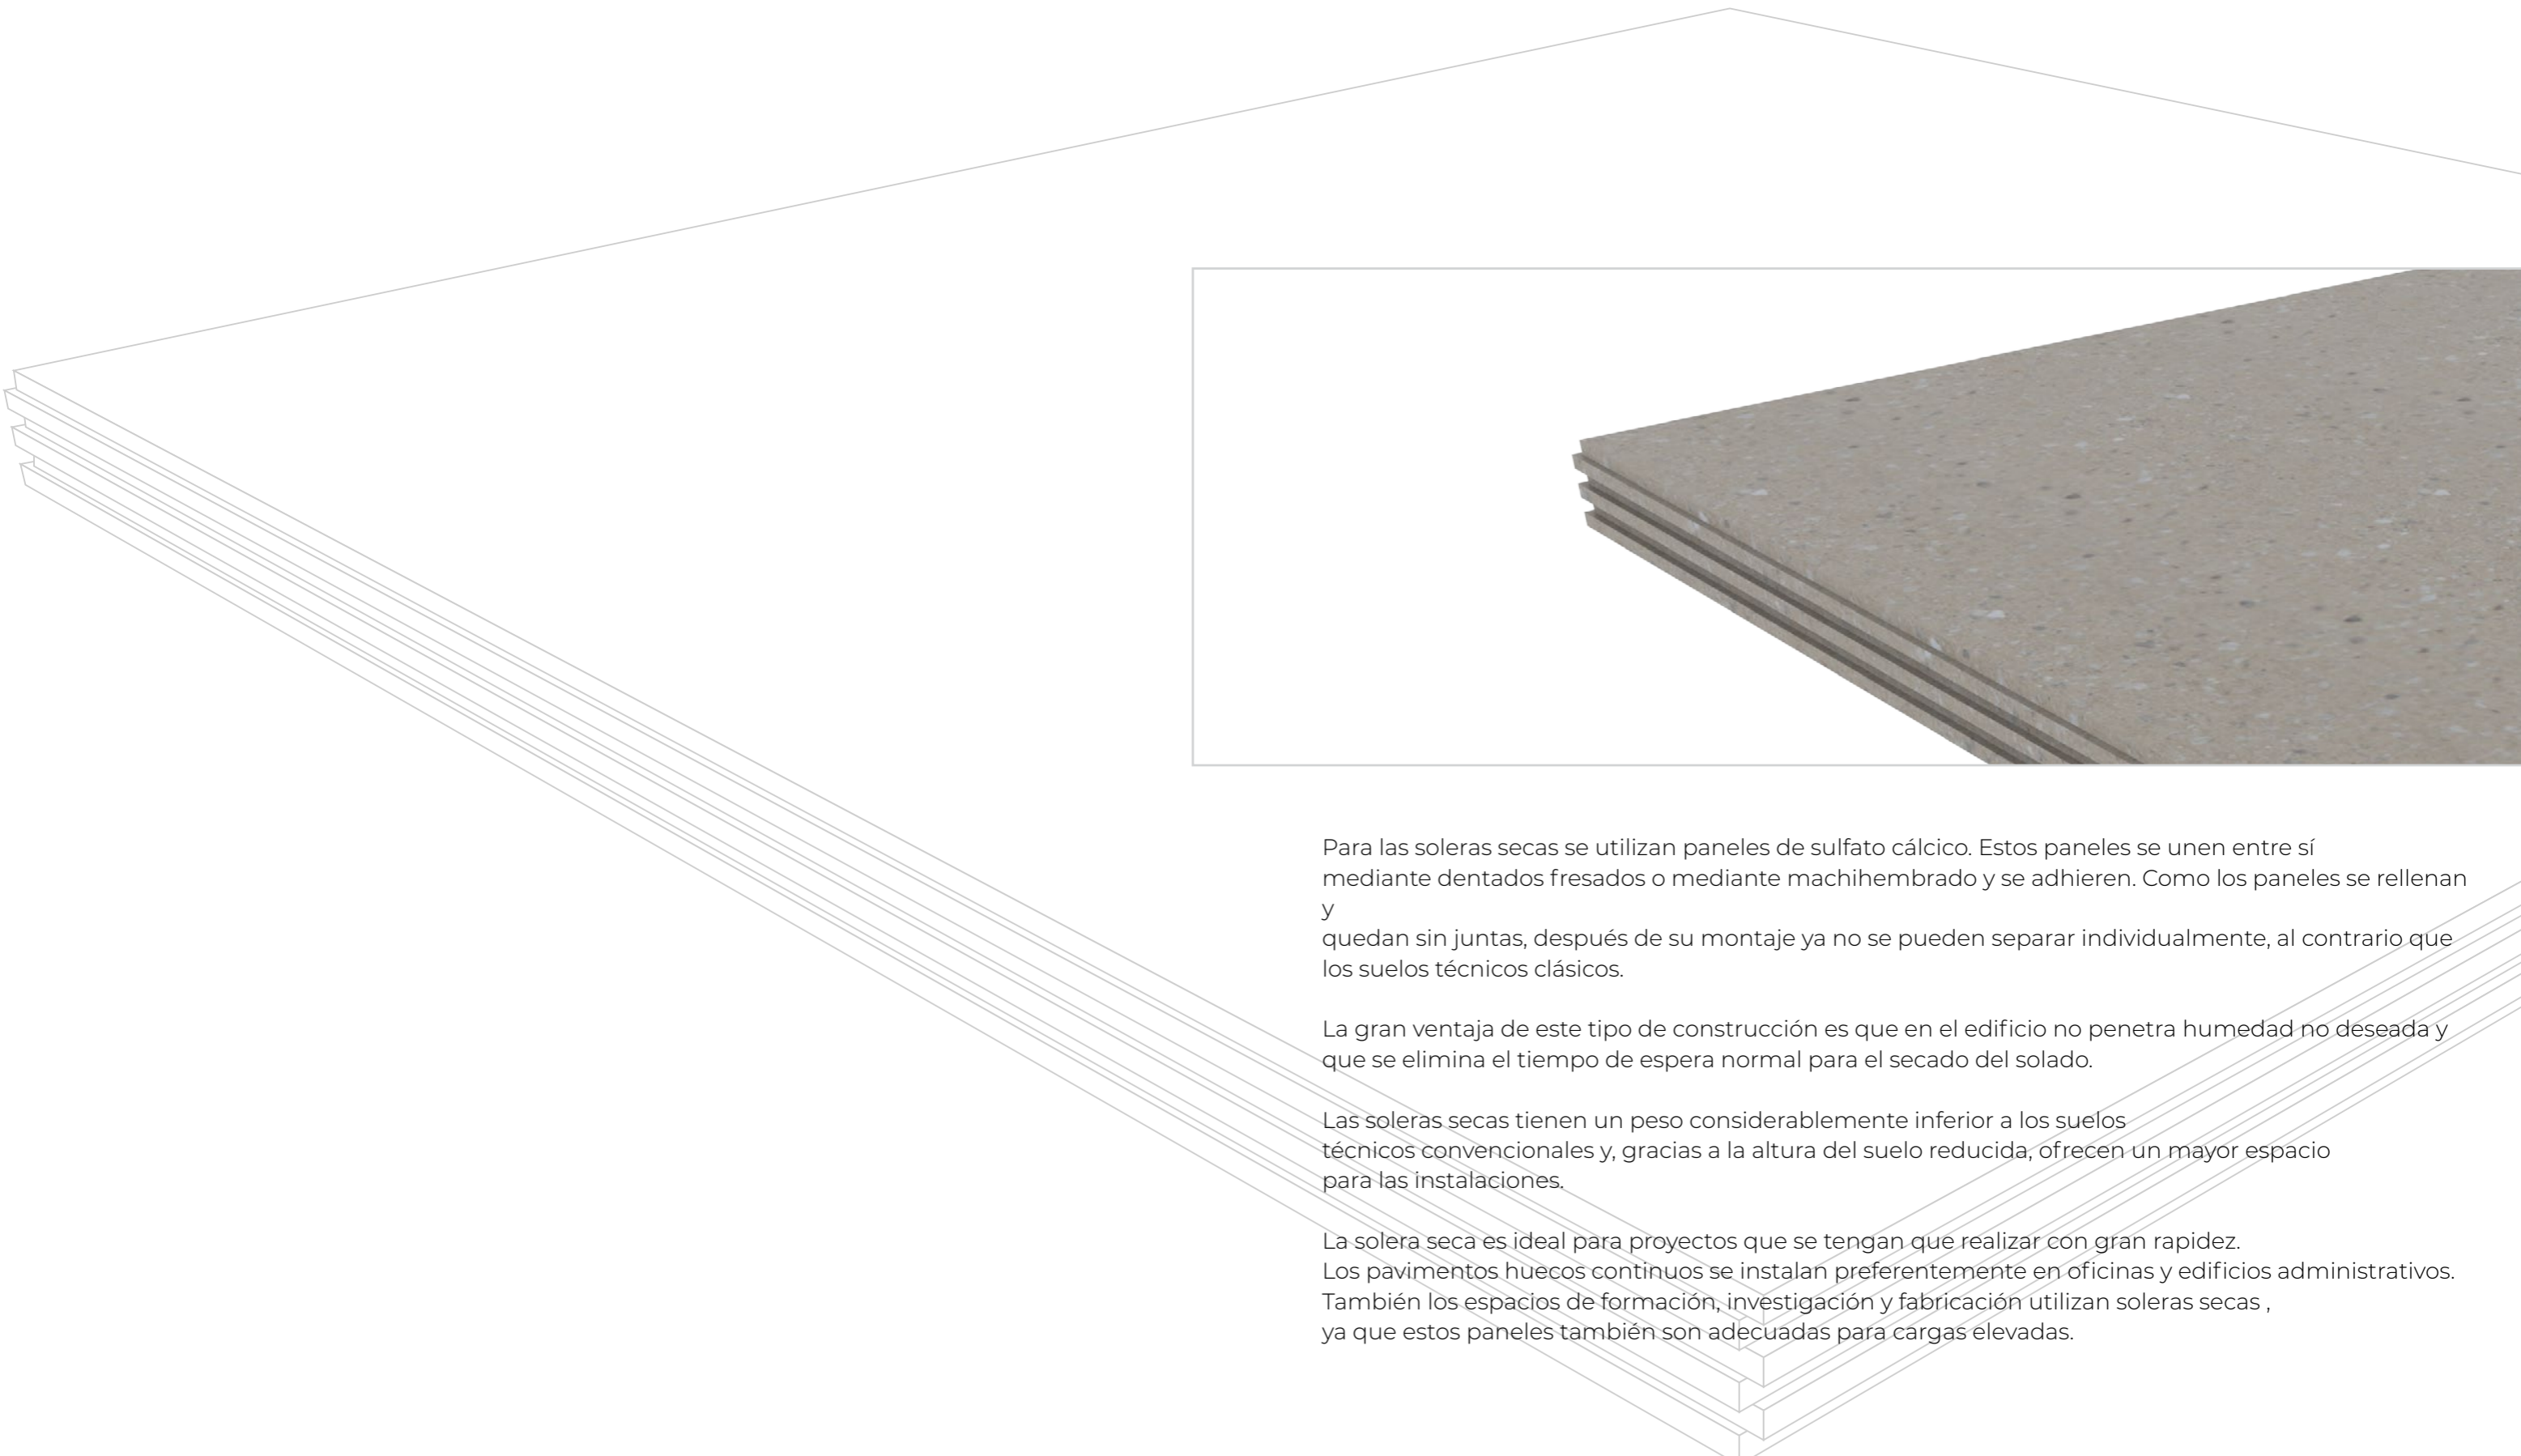 Para las soleras secas se utilizan paneles de sulfato cálcico. Estos paneles se unen entre sí
mediante dentados fresados o mediante machihembrado y se adhieren. Como los paneles se rellenan
y
quedan sin juntas, después de su montaje ya no se pueden separar individualmente, al contrario que
los suelos técnicos clásicos.
La gran ventaja de este tipo de construcción es que en el edificio no penetra humedad no deseada y
que se elimina el tiempo de espera normal para el secado del solado.
Las soleras secas tienen un peso considerablemente inferior a los suelos
técnicos convencionales y, gracias a la altura del suelo reducida, ofrecen un mayor espacio
para las instalaciones.
La solera seca es ideal para proyectos que se tengan que realizar con gran rapidez.
Los pavimentos huecos continuos se instalan preferentemente en oficinas y edificios administrativos.
También los espacios de formación, investigación y fabricación utilizan soleras secas ,
ya que estos paneles también son adecuadas para cargas elevadas.